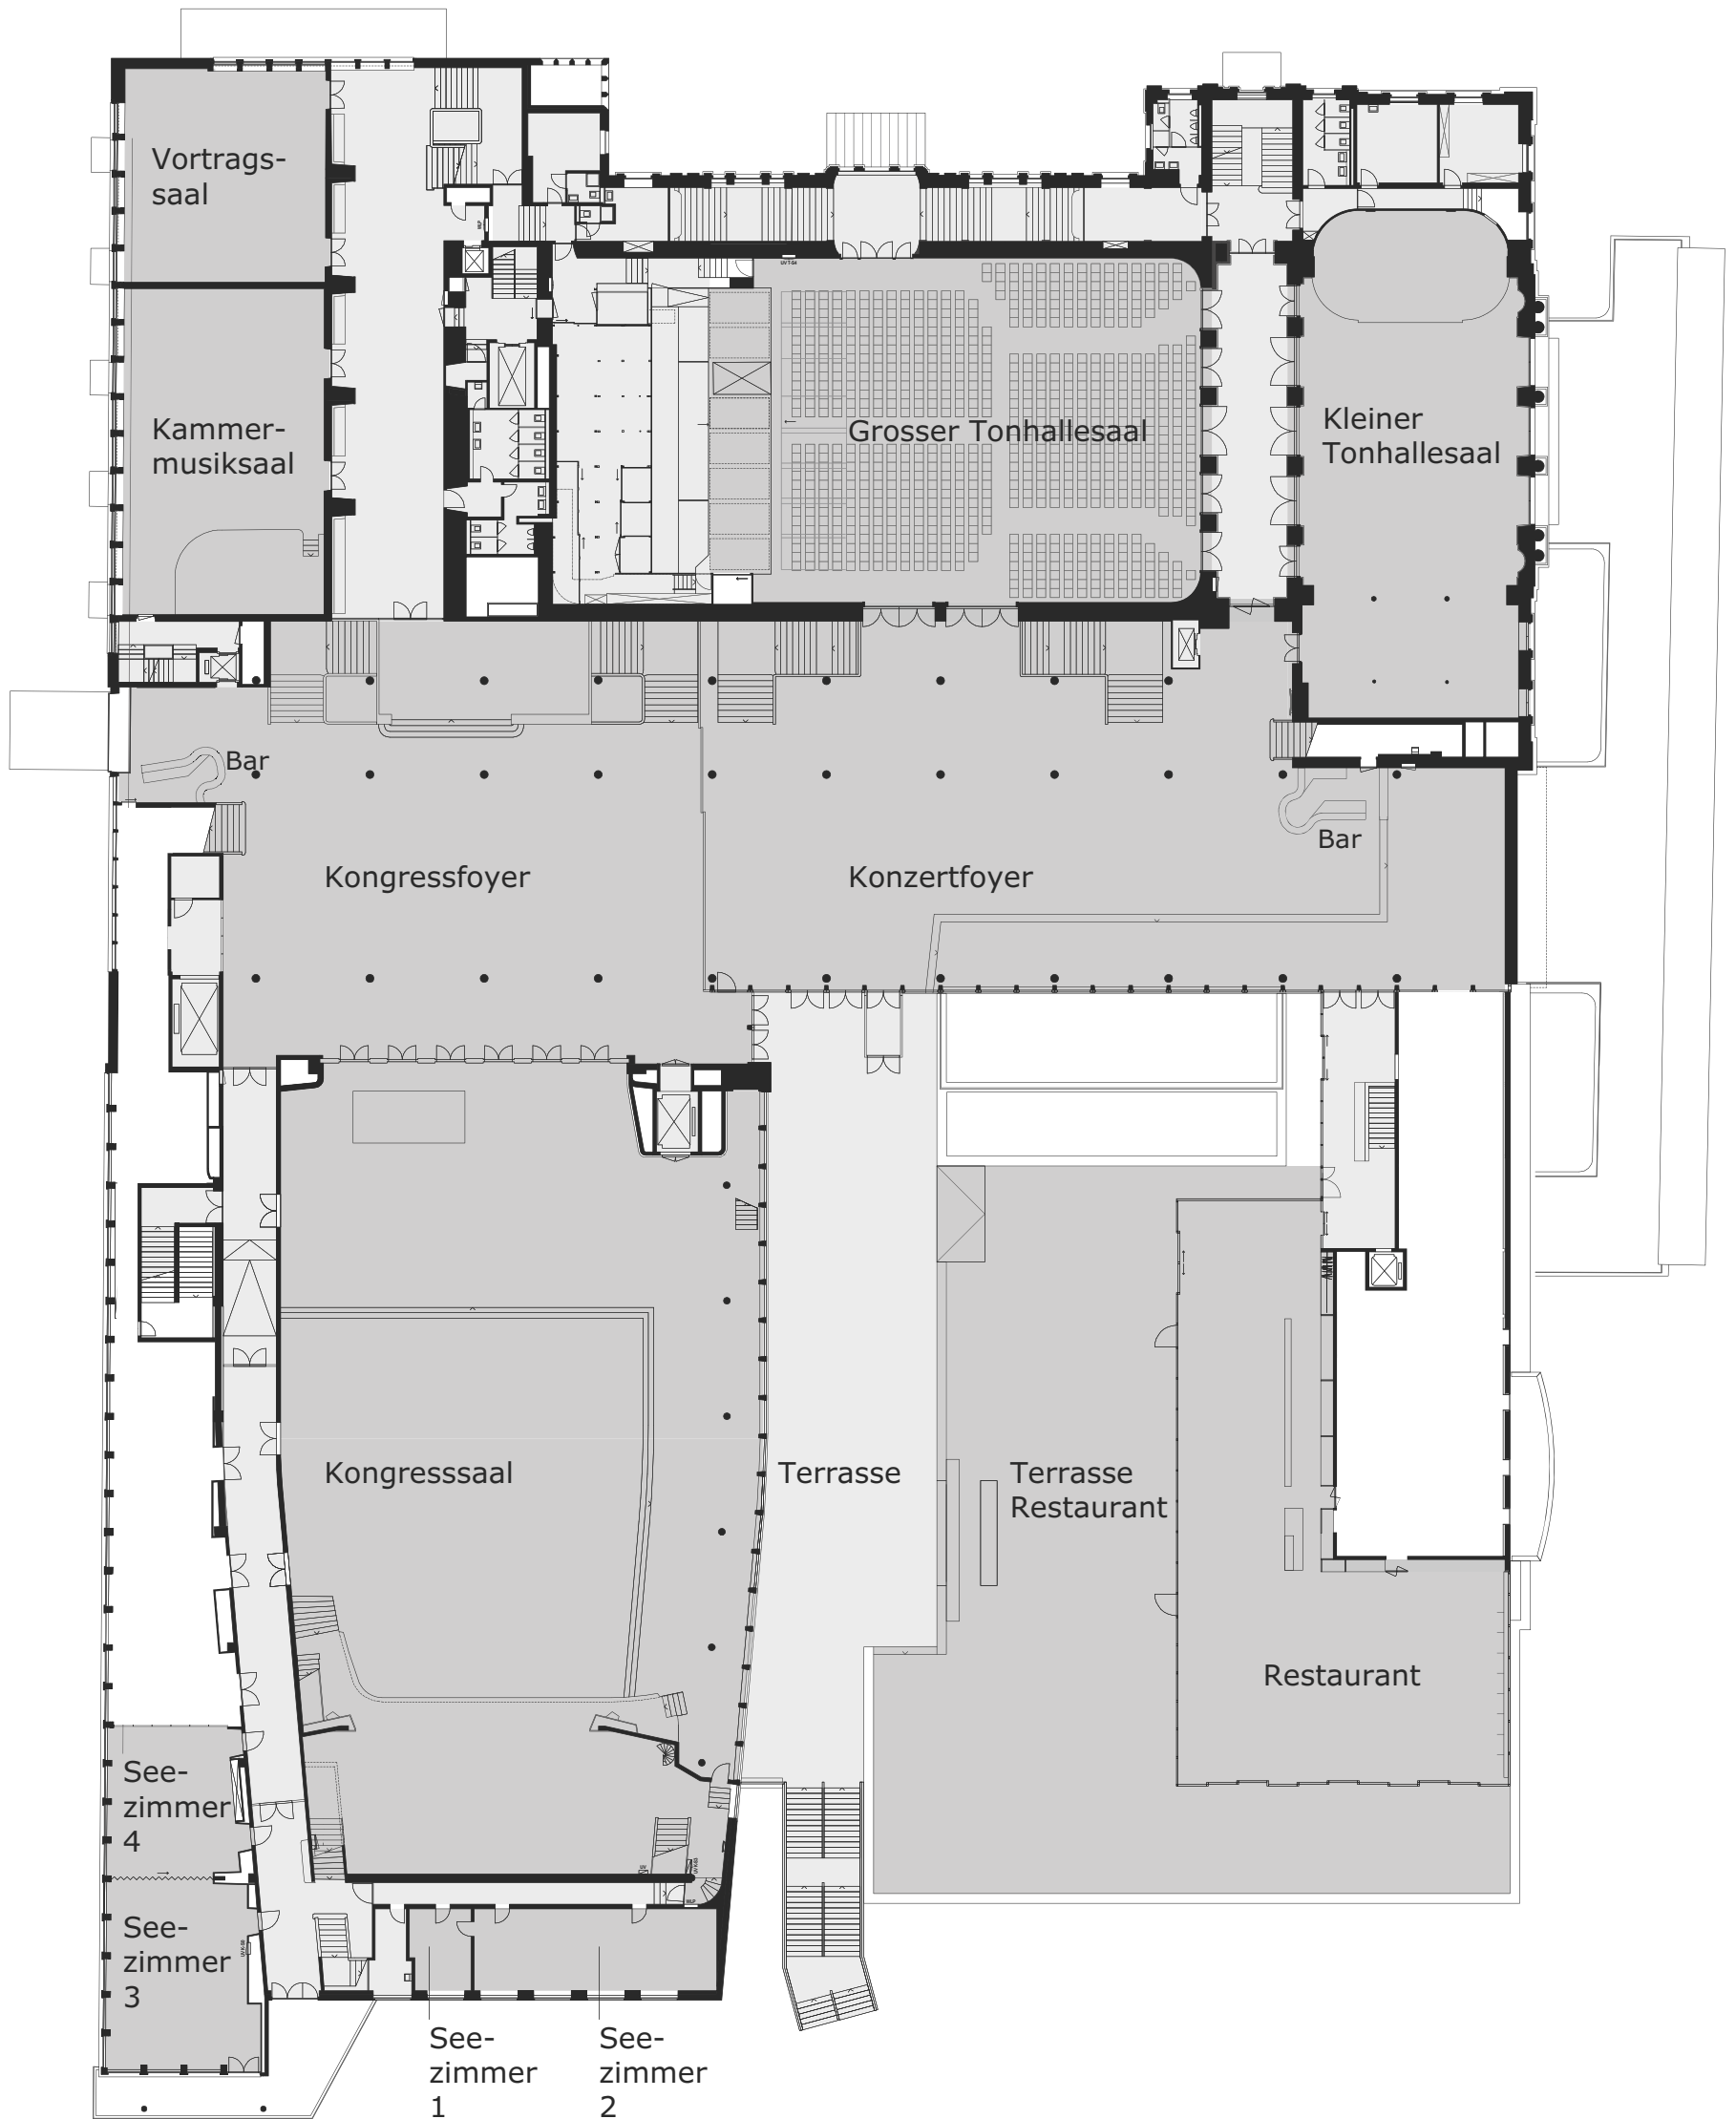 Vortrags-
saal
Kammer-
musiksaal
Grosser Tonhallesaal
Kleiner
Tonhallesaal
Bar
Bar
Kongressfoyer
Konzertfoyer
Kongresssaal
Terrasse
Terrasse
Restaurant
Restaurant
See-
zimmer
4
See-
zimmer
3
See-
zimmer
1
See-
zimmer
2